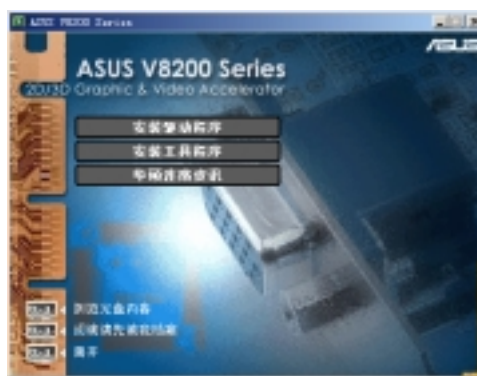 ASUS V8200 Series
ASUS
ASUS V8200 Series
2D/3D Graphic & Video Accelerator
安装驱动程序
安装工具程序
华硕连络资讯
浏览光盘内容
离开